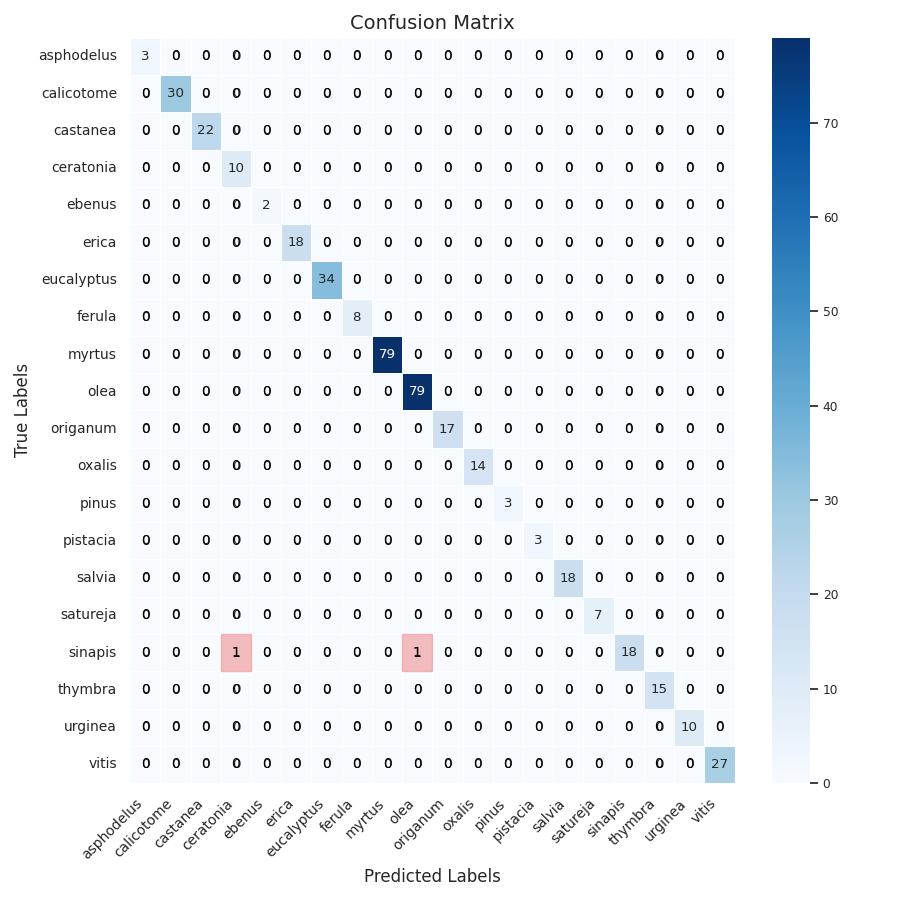 Confusion Matrix
asphodelus 3 0 0 0 0 0 0 0 0 0 0 0 0 0 0 0 0 0 0 0
calicotome 0 30 0 0 0 0 0 0 0 0 0 0 0 0 0 0 0 0 0 0
castanea 0 0 22 0 0 0 0 0 0 0 0 0 0 0 0 0 0 0 0 0
ceratonia 0 0 0 10 0 0 0 0 0 0 0 0 0 0 0 0 0 0 0 0
ebenus 0 0 0 0 2 0 0 0 0 0 0 0 0 0 0 0 0 0 0 0
erica 0 0 0 0 0 18 0 0 0 0 0 0 0 0 0 0 0 0 0 0
eucalyptus 0 0 0 0 0 0 34 0 0 0 0 0 0 0 0 0 0 0 0 0
ferula 0 0 0 0 0 0 0 8 0 0 0 0 0 0 0 0 0 0 0 0
myrtus 0 0 0 0 0 0 0 0 79 0 0 0 0 0 0 0 0 0 0 0
olea 0 0 0 0 0 0 0 0 0 79 0 0 0 0 0 0 0 0 0 0
origanum 0 0 0 0 0 0 0 0 0 0 17 0 0 0 0 0 0 0 0 0
oxalis 0 0 0 0 0 0 0 0 0 0 0 14 0 0 0 0 0 0 0 0
pinus 0 0 0 0 0 0 0 0 0 0 0 0 3 0 0 0 0 0 0 0
pistacia 0 0 0 0 0 0 0 0 0 0 0 0 0 3 0 0 0 0 0 0
salvia 0 0 0 0 0 0 0 0 0 0 0 0 0 0 18 0 0 0 0 0
satureja 0 0 0 0 0 0 0 0 0 0 0 0 0 0 0 7 0 0 0 0
sinapis 0 0 0 1 0 0 0 0 0 1 0 0 0 0 0 0 18 0 0 0
thymbra 0 0 0 0 0 0 0 0 0 0 0 0 0 0 0 0 0 15 0 0
urginea 0 0 0 0 0 0 0 0 0 0 0 0 0 0 0 0 0 0 10 0
vitis 0 0 0 0 0 0 0 0 0 0 0 0 0 0 0 0 0 0 0 27
True Labels
asphodelus calicotome castanea ceratonia ebenus erica eucalyptus ferula myrtus olea origanum oxalis pinus pistacia salvia satureja sinapis thymbra urginea vitis
Predicted Labels
70
60
50
40
30
20
10
0